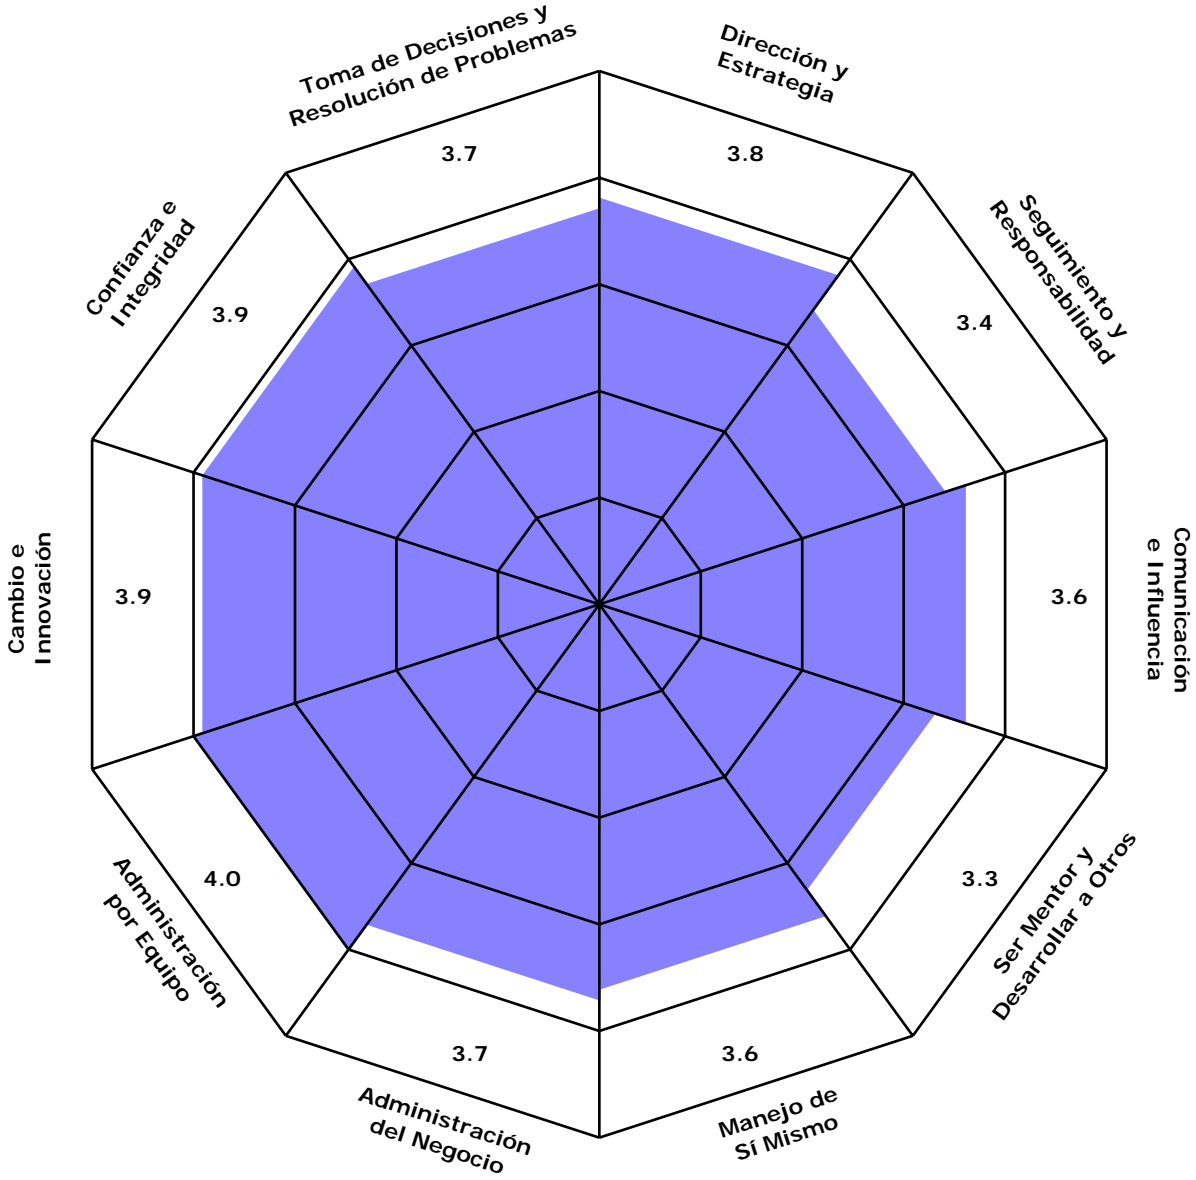 Toma de Decisiones y
Resolución de Problemas
3.7
Dirección y
Estrategia
3.8
Seguimiento y
Responsabilidad
3.4
Comunicación
e Influencia
3.6
Ser Mentor y
Desarrollar a Otros
3.3
Manejo de
Sí Mismo
3.6
Administración
del Negocio
3.7
Administración
por Equipo
4.0
Cambio e
Innovación
3.9
Confianza e
Integridad
3.9